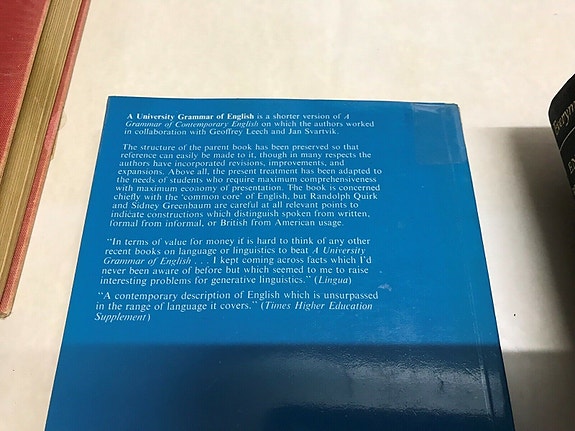 A University Grammar of English is a shorter version of A
Grammar of Contemporary English on which the authors worked
in collaboration with Geoffrey Leech and Jan Svartvik.
The structure of the parent book has been preserved so that
reference can easily be made to it, though in many respects the
authors have incorporated revisions, improvements, and
expansions. Above all, the present treatment has been adapted to
the needs of students who require maximum comprehensiveness
with maximum economy of presentation. The book is concerned
chiefly with the ‘common core’ of English, but Randolph Quirk
and Sidney Greenbaum are careful at all relevant points to
indicate constructions which distinguish spoken from written,
formal from informal, or British from American usage.
“In terms of value for money it is hard to think of any other
recent books on language or linguistics to beat A University
Grammar of English . . . I kept coming across facts which I’d
never been aware of before but which seemed to me to raise
interesting problems for generative linguistics.” (Lingua)
“A contemporary description of English which is unsurpassed
in the range of language it covers.” (Times Higher Education
Supplement)